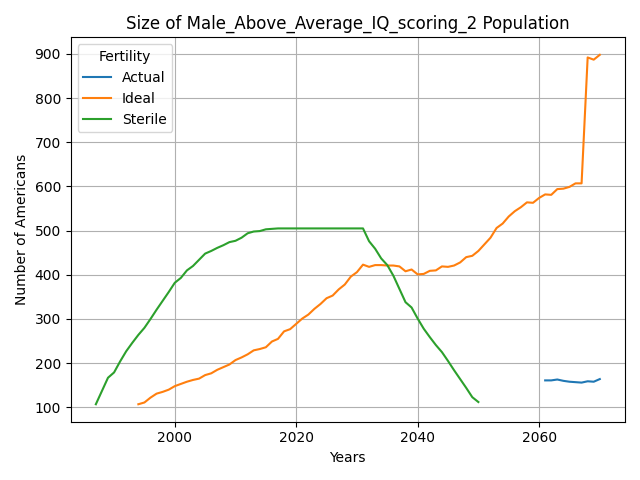 Size of Male_Above_Average_IQ_scoring_2 Population
Number of Americans
900
800
700
600
500
400
300
200
100
Fertility
Actual
Ideal
Sterile
2000
2020
2040
2060
Years